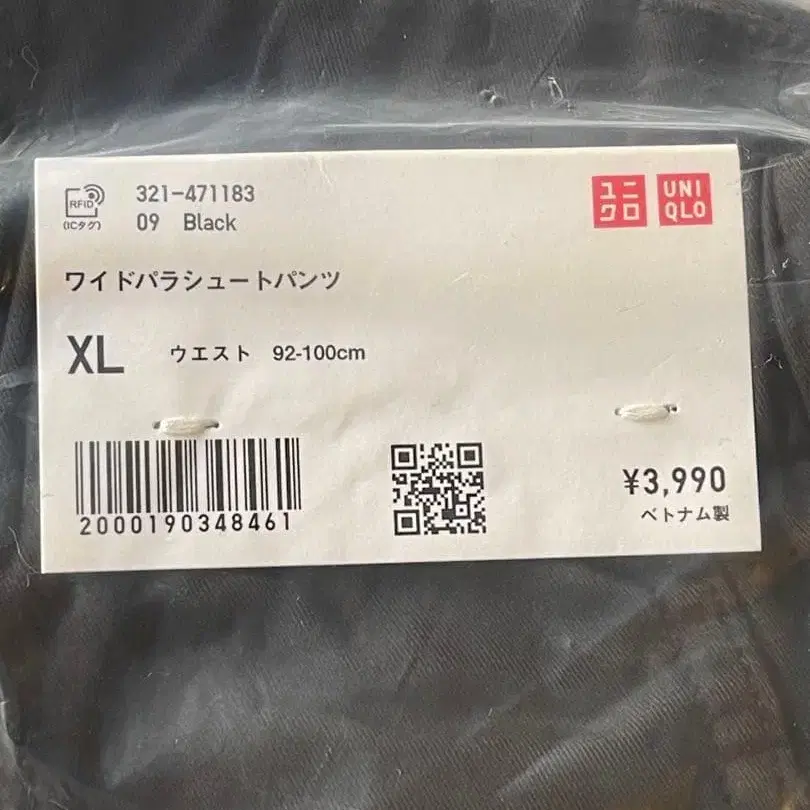 RFID
(ICタグ)
321-471183
09 Black
ユニクロ
UNIQLO
ワイドパラシュートパンツ
XL ウエスト 92-100cm
2000190348461
¥3,990
ベトナム製